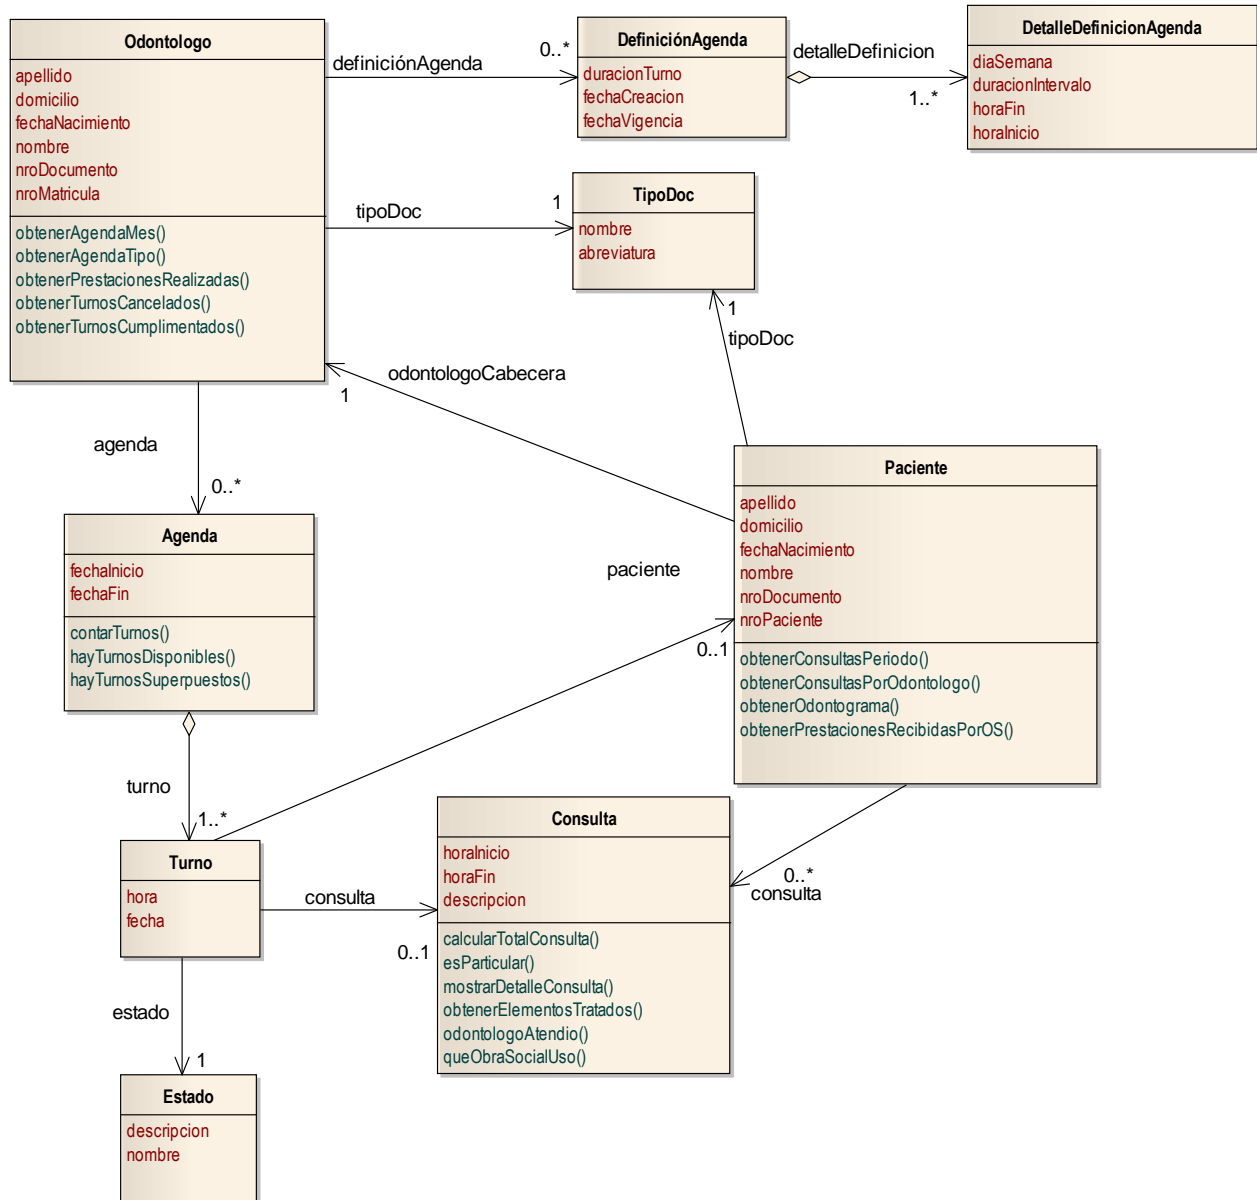 Odontologo
apellido
domicilio
fechaNacimiento
nombre
nroDocumento
nroMatricula
obtenerAgendaMes()
obtenerAgendaTipo()
obtenerPrestacionesRealizadas()
obtenerTurnosCancelados()
obtenerTurnosCumplimentados()
definiciónAgenda
0..*
DefiniciónAgenda
duracionTurno
fechaCreacion
fechaVigencia
detalleDefinicion
1..*
DetalleDefinicionAgenda
diaSemana
duracionIntervalo
horaFin
horaInicio
tipoDoc
1
TipoDoc
nombre
abreviatura
1
tipoDoc
odontologoCabecera
1
agenda
0..*
Agenda
fechaInicio
fechaFin
contarTurnos()
hayTurnosDisponibles()
hayTurnosSuperpuestos()
paciente
0..1
Paciente
apellido
domicilio
fechaNacimiento
nombre
nroDocumento
nroPaciente
obtenerConsultasPeriodo()
obtenerConsultasPorOdontologo()
obtenerOdontograma()
obtenerPrestacionesRecibidasPorOS()
turno
1..*
Turno
hora
fecha
consulta
0..1
Consulta
horaInicio
horaFin
descripcion
calcularTotalConsulta()
esParticular()
mostrarDetalleConsulta()
obtenerElementosTratados()
odontologoAtendio()
queObraSocialUso()
0..*
consulta
estado
1
Estado
descripcion
nombre